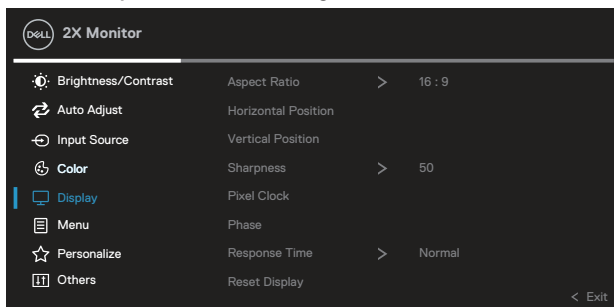 DELL 2X Monitor
Brightness/Contrast Aspect Ratio > 16 : 9
Auto Adjust Horizontal Position
Input Source Vertical Position
Color Sharpness > 50
Display Pixel Clock
Menu Phase
Personalize Response Time > Normal
Others Reset Display
< Exit